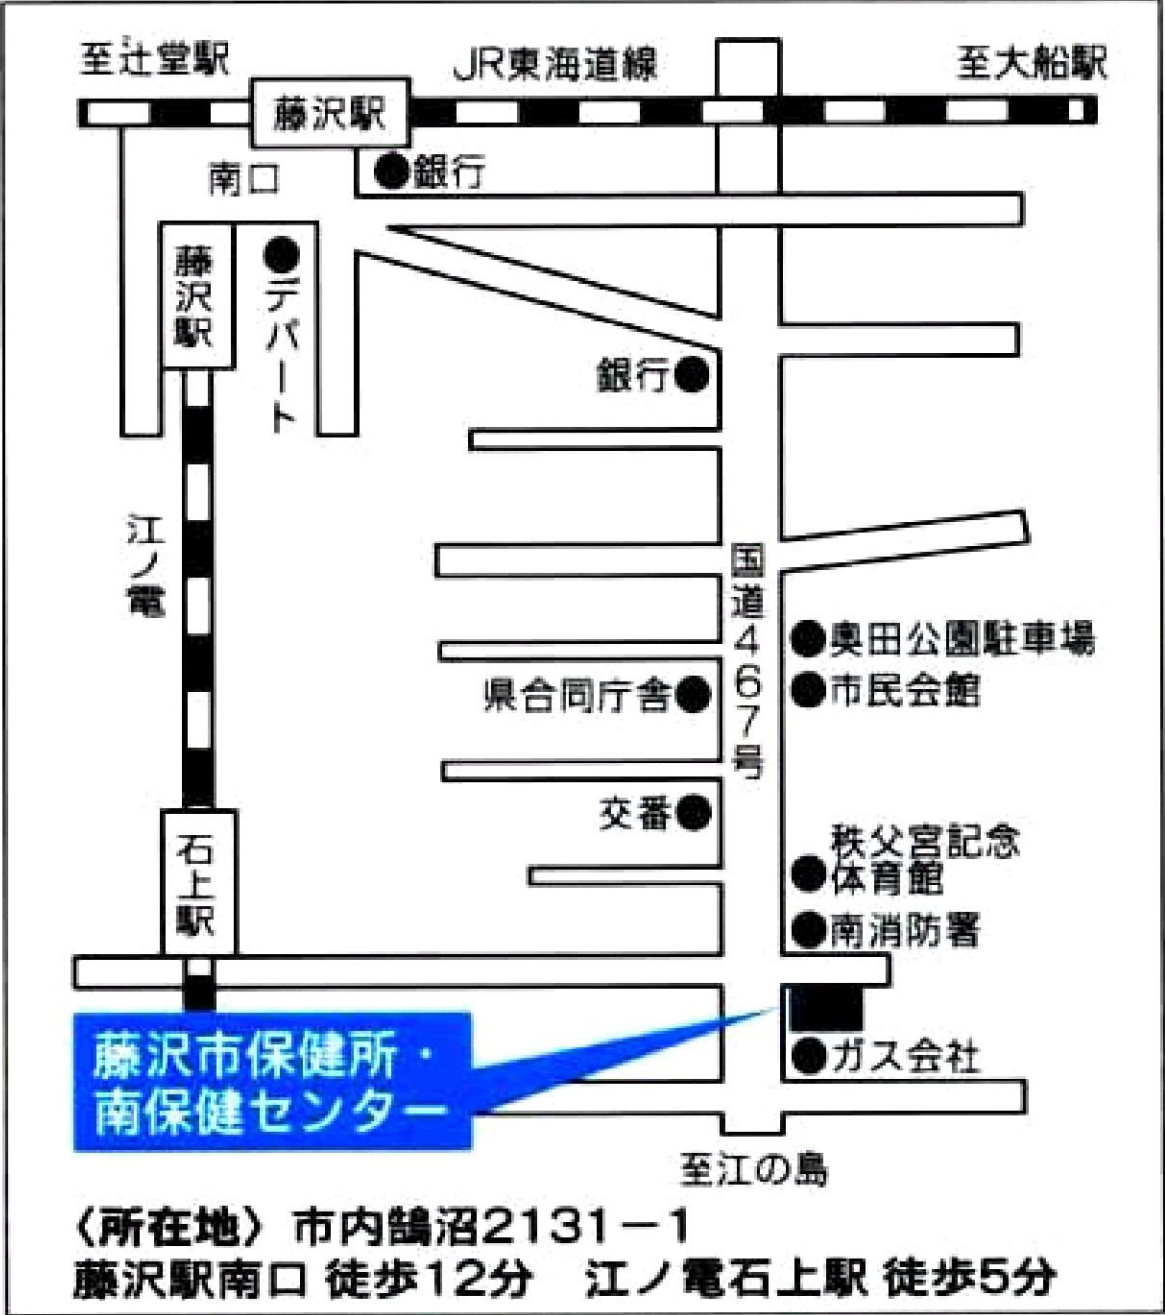 至辻堂駅
JR東海道線
至大船駅
藤沢駅
南口
●銀行
藤沢駅
●デパート
銀行●
江ノ電
国道467号
●奥田公園駐車場
県合同庁舎●
●市民会館
交番●
秩父宮記念
●体育館
石上駅
●南消防署
藤沢市保健所・
南保健センター
●ガス会社
至江の島
〈所在地〉市内鵠沼2131－1
藤沢駅南口 徒歩12分　江ノ電石上駅 徒歩5分